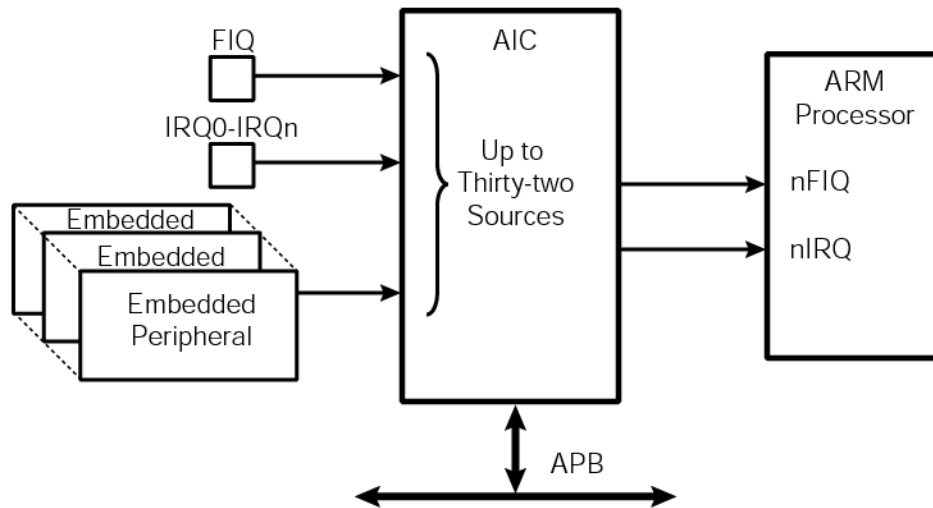 FIQ
IRQ0-IRQn
Embedded
Embedded
Embedded
Peripheral
AIC
Up to
Thirty-two
Sources
ARM
Processor
nFIQ
nIRQ
APB